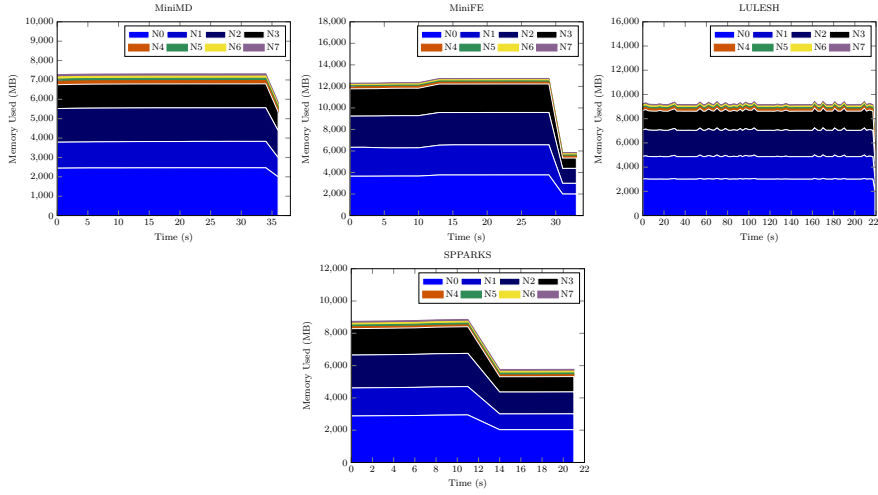 MiniMD
MiniFE
LULESH
10,000
9,000
8,000
7,000
6,000
5,000
4,000
3,000
2,000
1,000
0
Memory Used (MB)
N0 N1 N2 N3
N4 N5 N6 N7
0 5 10 15 20 25 30 35
Time (s)
18,000
16,000
14,000
12,000
10,000
8,000
6,000
4,000
2,000
0
Memory Used (MB)
N0 N1 N2 N3
N4 N5 N6 N7
0 5 10 15 20 25 30
Time (s)
16,000
14,000
12,000
10,000
8,000
6,000
4,000
2,000
0
Memory Used (MB)
N0 N1 N2 N3
N4 N5 N6 N7
0 20 40 60 80 100 120 140 160 180 200 22
Time (s)
SPPARKS
12,000
10,000
8,000
6,000
4,000
2,000
0
Memory Used (MB)
N0 N1 N2 N3
N4 N5 N6 N7
0 2 4 6 8 10 12 14 16 18 20 22
Time (s)